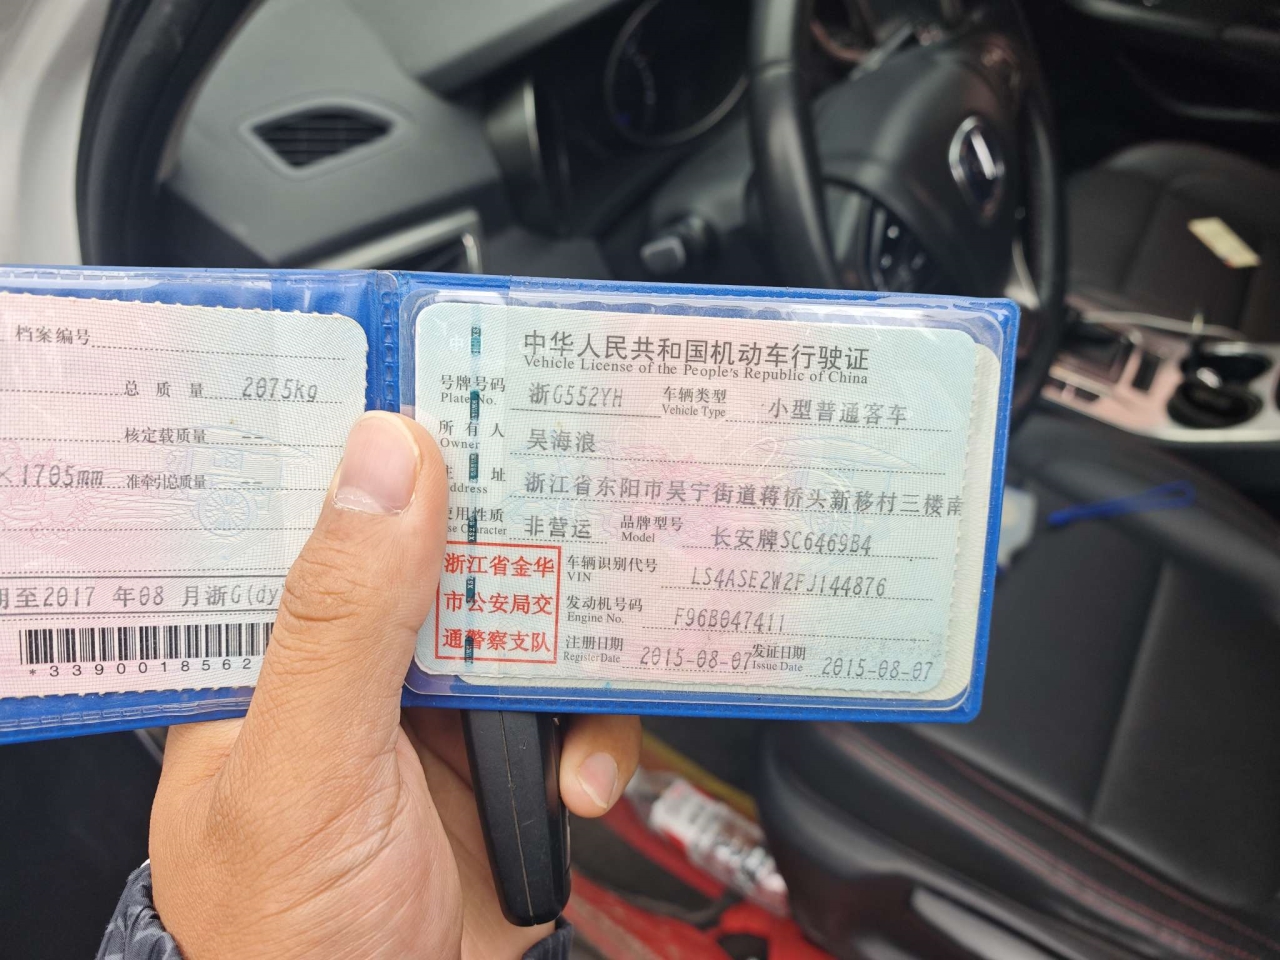 档案编号
总质量 2075kg
核定载质量 --
×1705mm 准牵引总质量 --
至2017 年08 月浙G(dy
*3390018562
中华人民共和国机动车行驶证
Vehicle License of the People's Republic of China
号牌号码 浙G552YH 车辆类型 小型普通客车
Plate No. Vehicle Type
所有人 吴海浪
Owner
址 浙江省东阳市吴宁街道蒋桥头新移村三楼南
ddress
用性质 非营运 品牌型号 长安牌SC6469B4
se Character Model
浙江省金华
市公安局交
通警察支队
车辆识别代号 LS4ASE2W2FJ144876
VIN
发动机号码 F96B047411
Engine No.
注册日期 2015-08-07 发证日期 2015-08-07
Register Date Issue Date